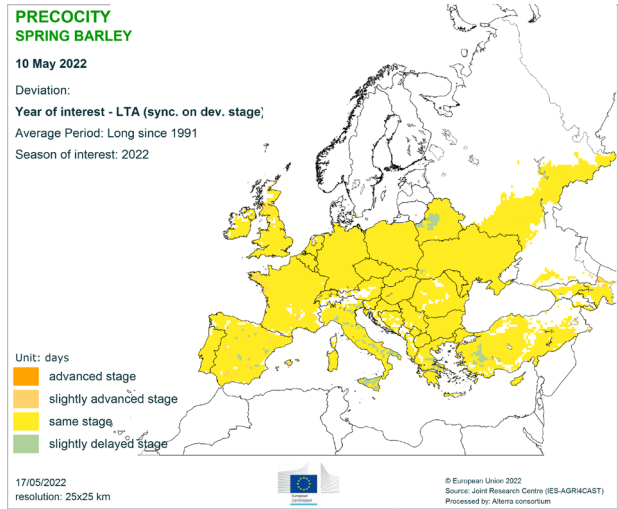 PRECOCITY
SPRING BARLEY
10 May 2022
Deviation:
Year of interest - LTA (sync. on dev. stage)
Average Period: Long since 1991
Season of interest: 2022
Unit: days
advanced stage
slightly advanced stage
same stage
slightly delayed stage
17/05/2022
resolution: 25x25 km
European
Commission
© European Union 2022
Source: Joint Research Centre (IES-AGRI4CAST)
Processed by: Alterra consortium